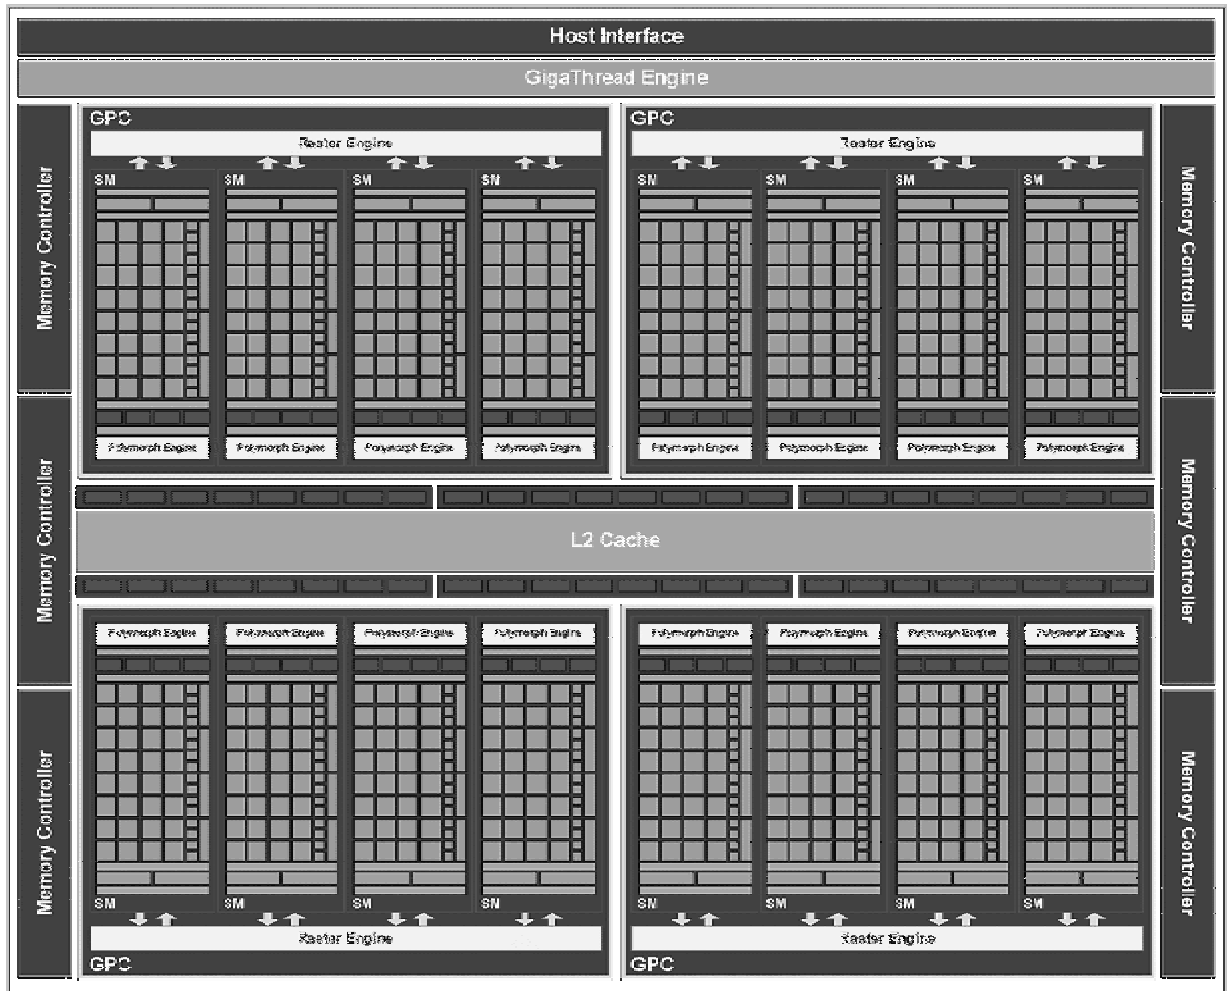 Host Interface
GigaThread Engine
GPC
GPC
Raster Engine
Raster Engine
Memory Controller
Memory Controller
SM SM SM SM
SM SM SM SM
Polymorph Engine Polymorph Engine Polymorph Engine Polymorph Engine
Polymorph Engine Polymorph Engine Polymorph Engine Polymorph Engine
Memory Controller
Memory Controller
L2 Cache
Polymorph Engine Polymorph Engine Polymorph Engine Polymorph Engine
Polymorph Engine Polymorph Engine Polymorph Engine Polymorph Engine
Memory Controller
Memory Controller
SM SM SM SM
SM SM SM SM
Raster Engine
Raster Engine
GPC
GPC